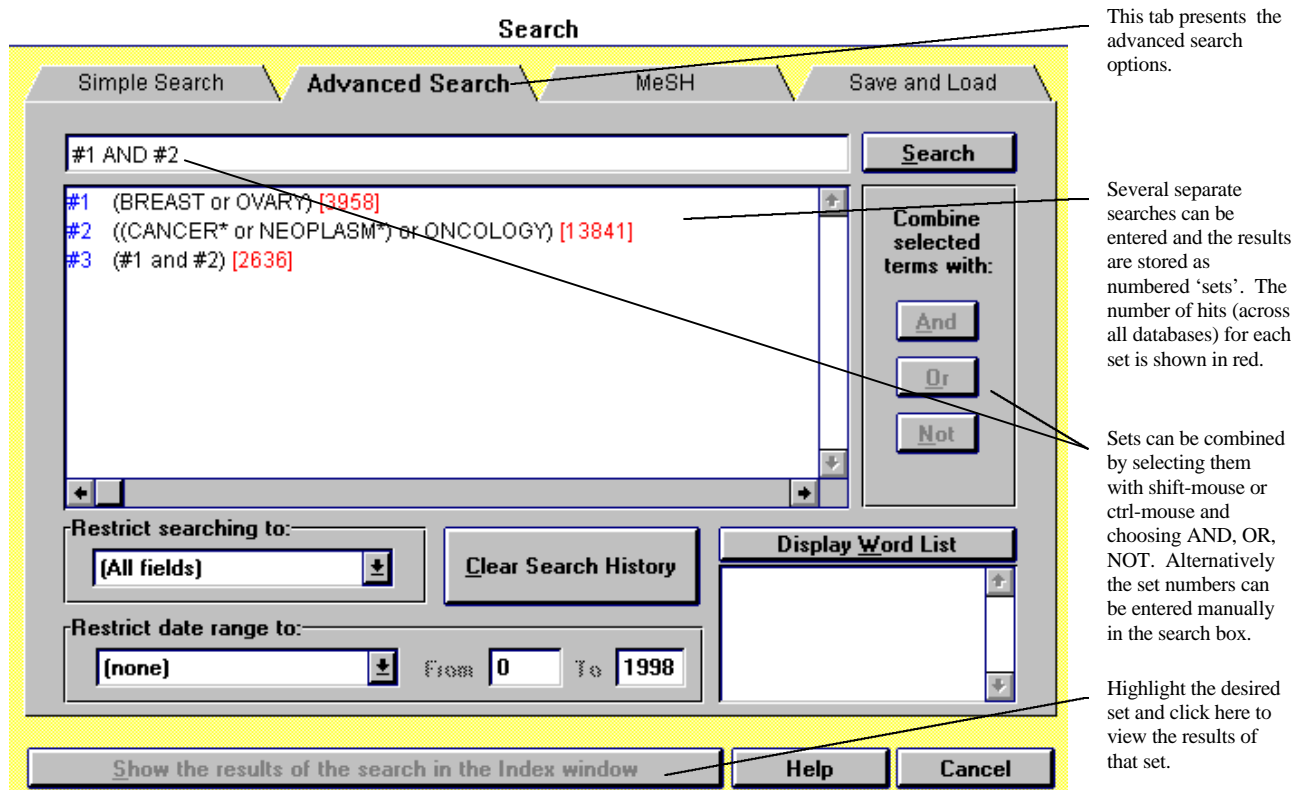 Search
Simple Search
Advanced Search
MeSH
Save and Load
#1 AND #2
Search
#1 (BREAST or OVARY) [3958]
#2 ((CANCER* or NEOPLASM*) or ONCOLOGY) [13841]
#3 (#1 and #2) [2636]
Combine
selected
terms with:
And
Or
Not
Restrict searching to:
(All fields)
Clear Search History
Display Word List
Restrict date range to:
(none)
From
0
To
1998
Show the results of the search in the Index window
Help
Cancel
This tab presents the
advanced search
options.
Several separate
searches can be
entered and the results
are stored as
numbered ‘sets’. The
number of hits (across
all databases) for each
set is shown in red.
Sets can be combined
by selecting them
with shift-mouse or
ctrl-mouse and
choosing AND, OR,
NOT. Alternatively
the set numbers can
be entered manually
in the search box.
Highlight the desired
set and click here to
view the results of
that set.